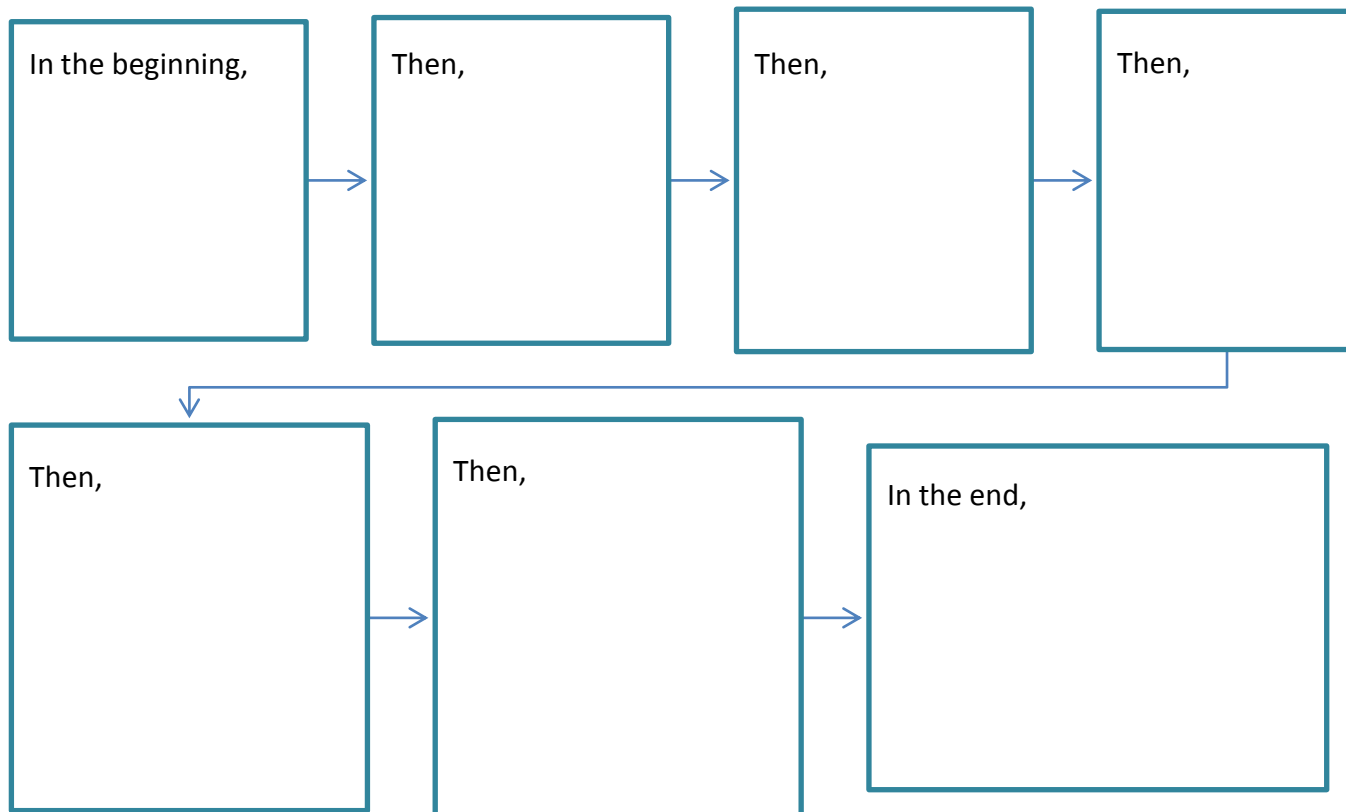 In the beginning,
Then,
Then,
Then,
Then,
Then,
In the end,